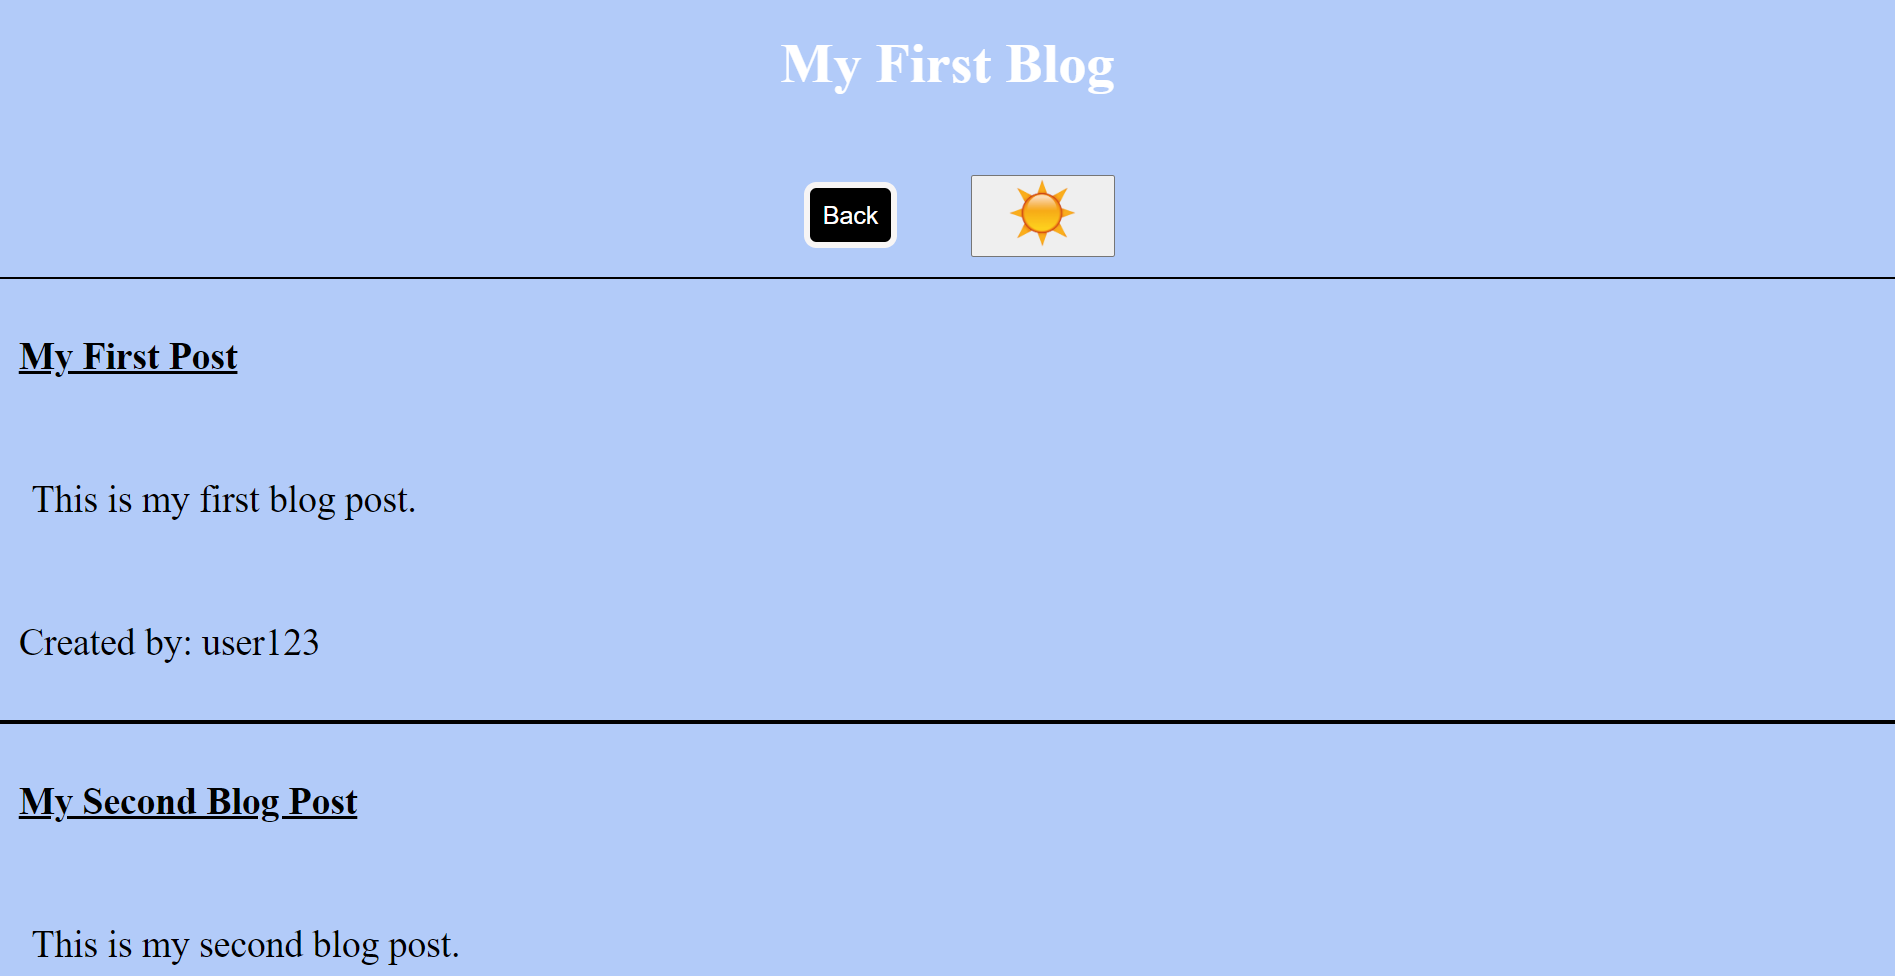 My First Blog
Back
My First Post
This is my first blog post.
Created by: user123
My Second Blog Post
This is my second blog post.